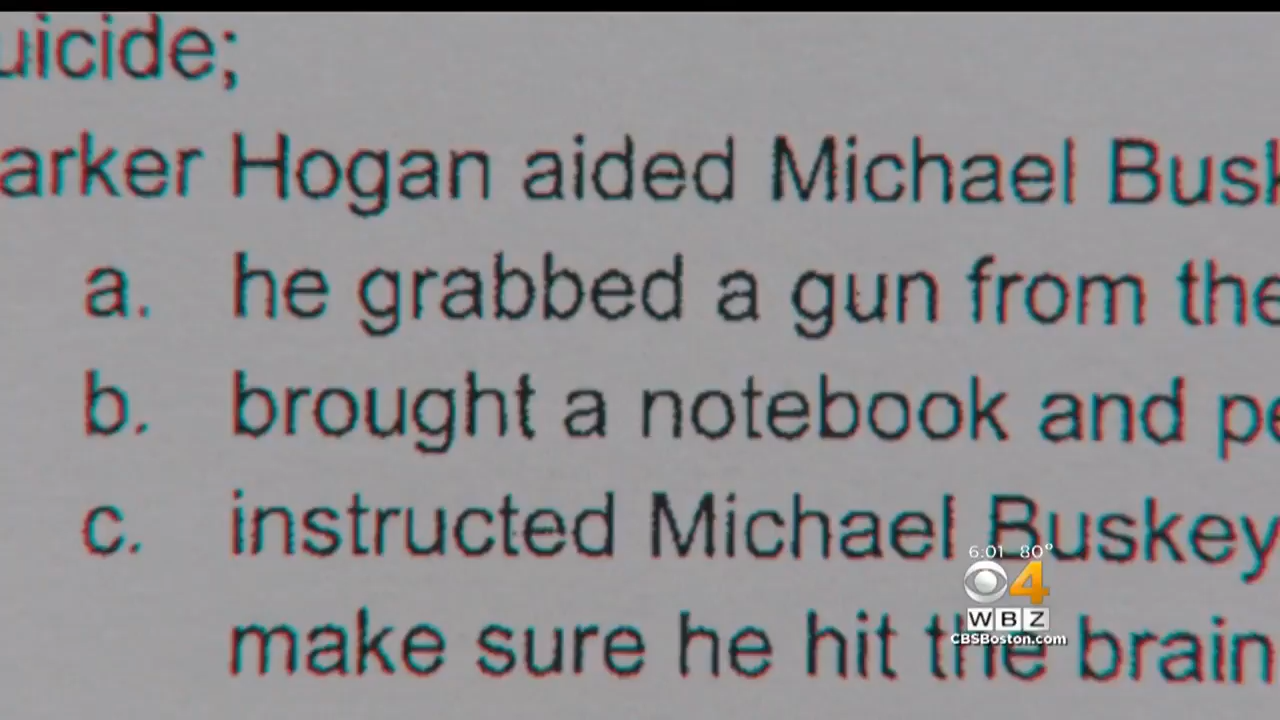 uicide;
arker Hogan aided Michael Busk
a. he grabbed a gun from the
b. brought a notebook and pe
c. instructed Michael Buskey
make sure he hit the brain
6:01 80°
4
WBZ
CBSBoston.com